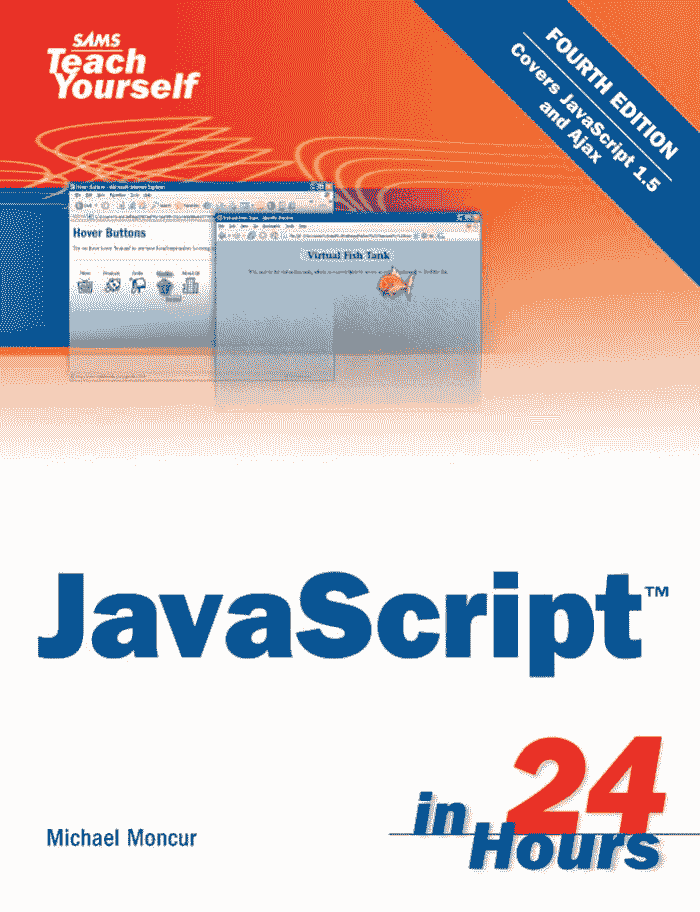 SAMS
Teach
Yourself
FOURTH EDITION
Covers JavaScript 1.5
and Ajax
Hover Buttons
Virtual Fish Tank
JavaScript™
in 24
Hours
Michael Moncur